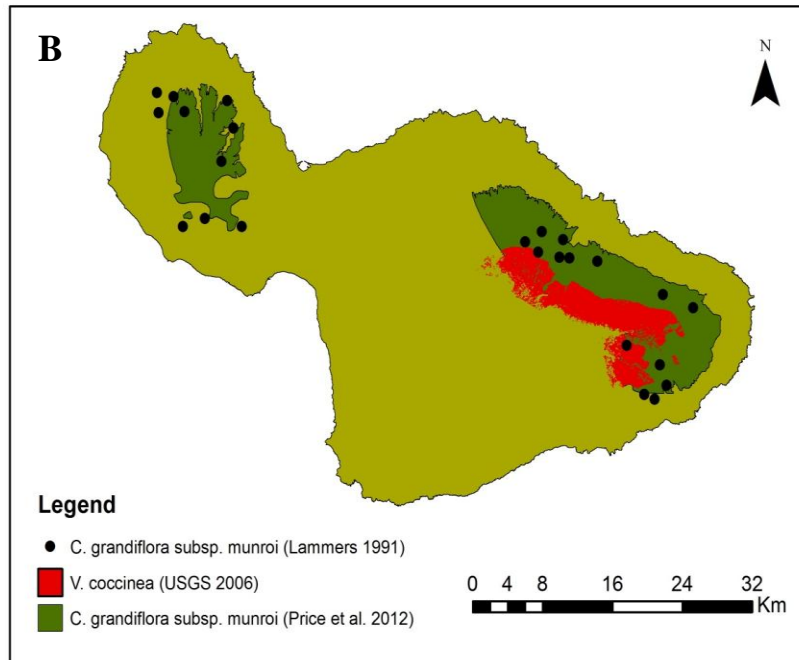 B
N
Legend
C. grandiflora subsp. munroi (Lammers 1991)
V. coccinea (USGS 2006)
C. grandiflora subsp. munroi (Price et al. 2012)
0 4 8 16 24 32
Km